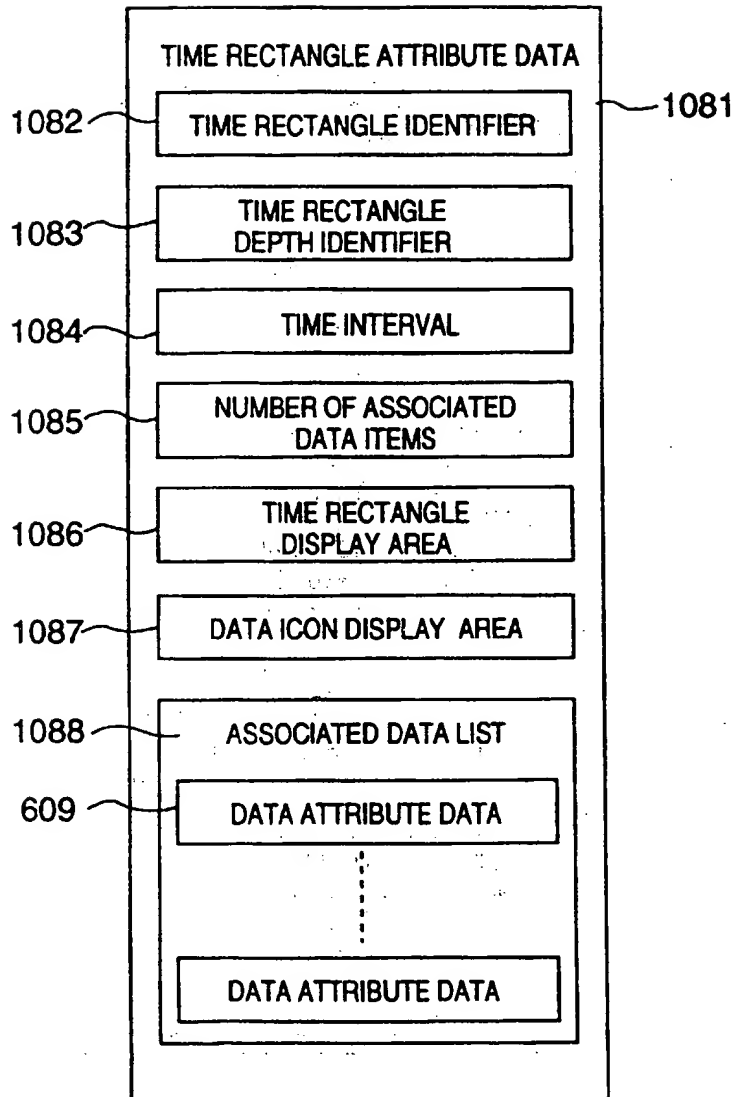 TIME RECTANGLE ATTRIBUTE DATA
1081
1082
TIME RECTANGLE IDENTIFIER
1083
TIME RECTANGLE
DEPTH IDENTIFIER
1084
TIME INTERVAL
1085
NUMBER OF ASSOCIATED
DATA ITEMS
1086
TIME RECTANGLE
DISPLAY AREA
1087
DATA ICON DISPLAY AREA
1088
ASSOCIATED DATA LIST
609
DATA ATTRIBUTE DATA
DATA ATTRIBUTE DATA